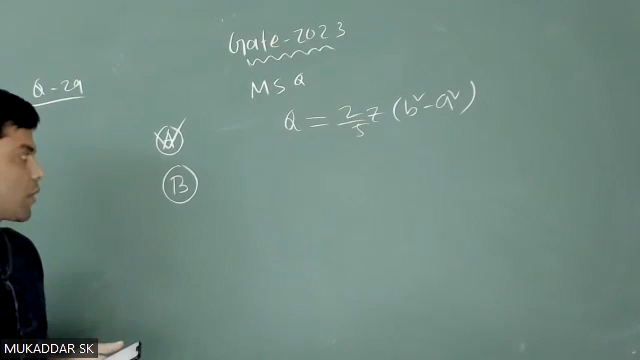 Gate-2023
Q-29
MSQ
Q = 2/5 z (b² - a²)
A
B
MUKADDAR SK